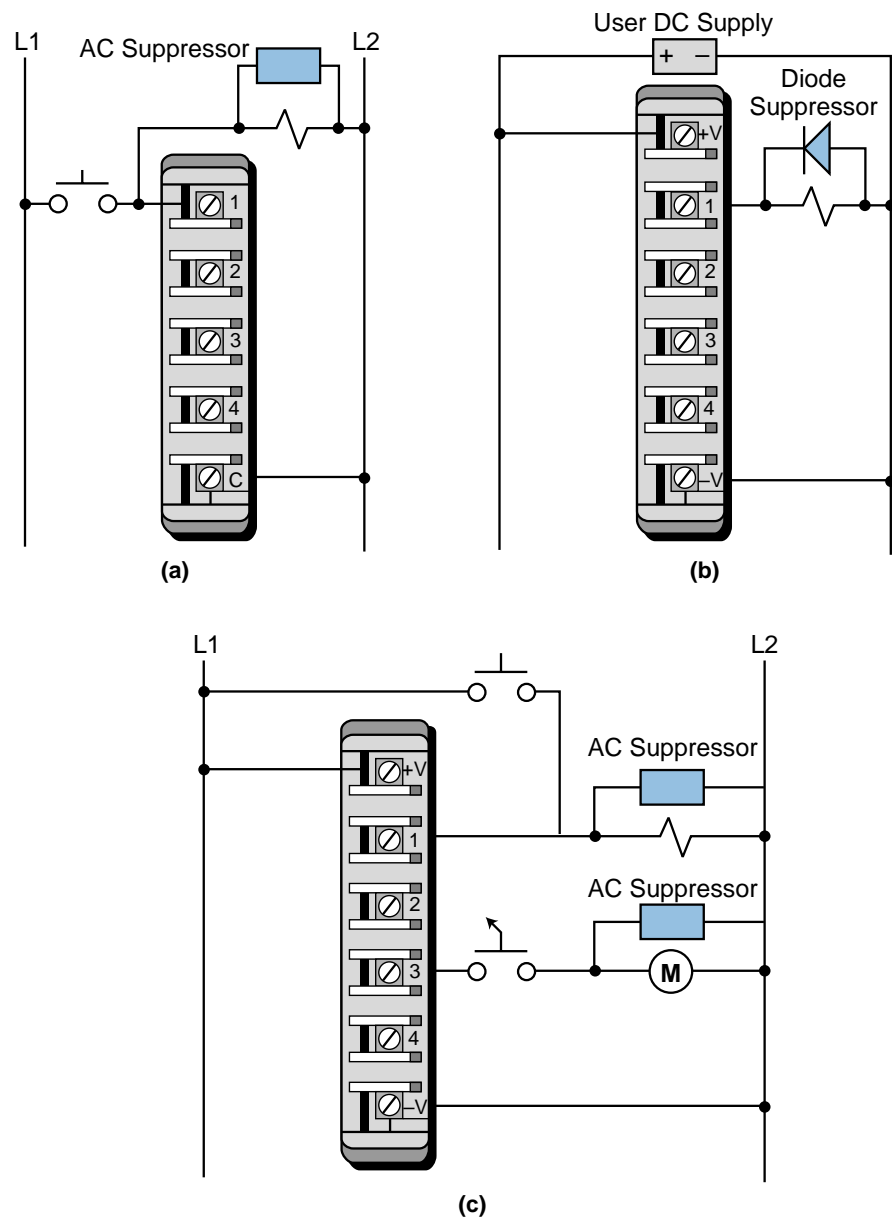 L1
AC Suppressor
L2
1
2
3
4
C
(a)
User DC Supply
+ –
Diode
Suppressor
+V
1
2
3
4
–V
(b)
L1
L2
+V
1
2
3
4
–V
AC Suppressor
AC Suppressor
M
(c)